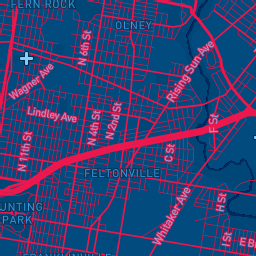 FERN ROCK
OLNEY
N 6th St
Rising Sun Ave
Wagner Ave
Lindley Ave
N 4th St
N 2nd St
N 11th St
F St
C St
FELTONVILLE
Whitaker Ave
H St
UNTING
PARK
I St
E B